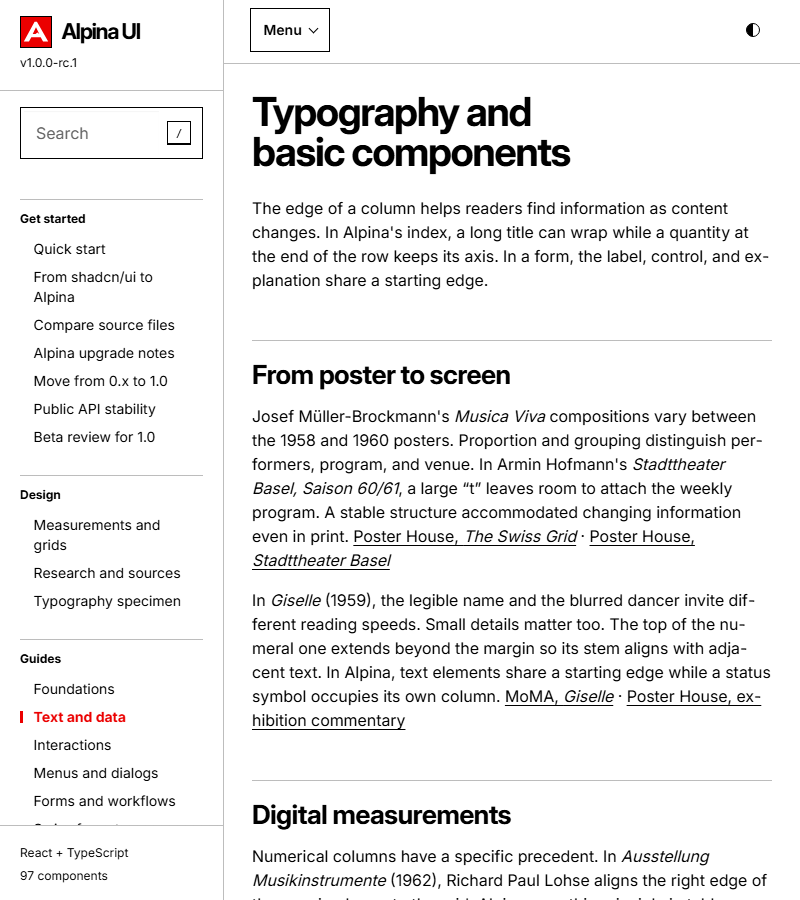 Alpina UI
v1.0.0-rc.1
Search
/
Get started
Quick start
From shadcn/ui to
Alpina
Compare source files
Alpina upgrade notes
Move from 0.x to 1.0
Public API stability
Beta review for 1.0
Design
Measurements and
grids
Research and sources
Typography specimen
Guides
Foundations
Text and data
Interactions
Menus and dialogs
Forms and workflows
React + TypeScript
97 components
Menu
Typography and
basic components
The edge of a column helps readers find information as content
changes. In Alpina's index, a long title can wrap while a quantity at
the end of the row keeps its axis. In a form, the label, control, and ex-
planation share a starting edge.
From poster to screen
Josef Müller-Brockmann's Musica Viva compositions vary between
the 1958 and 1960 posters. Proportion and grouping distinguish per-
formers, program, and venue. In Armin Hofmann's Stadttheater
Basel, Saison 60/61, a large “t” leaves room to attach the weekly
program. A stable structure accommodated changing information
even in print. Poster House, The Swiss Grid · Poster House,
Stadttheater Basel
In Giselle (1959), the legible name and the blurred dancer invite dif-
ferent reading speeds. Small details matter too. The top of the nu-
meral one extends beyond the margin so its stem aligns with adja-
cent text. In Alpina, text elements share a starting edge while a status
symbol occupies its own column. MoMA, Giselle · Poster House, ex-
hibition commentary
Digital measurements
Numerical columns have a specific precedent. In Ausstellung
Musikinstrumente (1962), Richard Paul Lohse aligns the right edge of